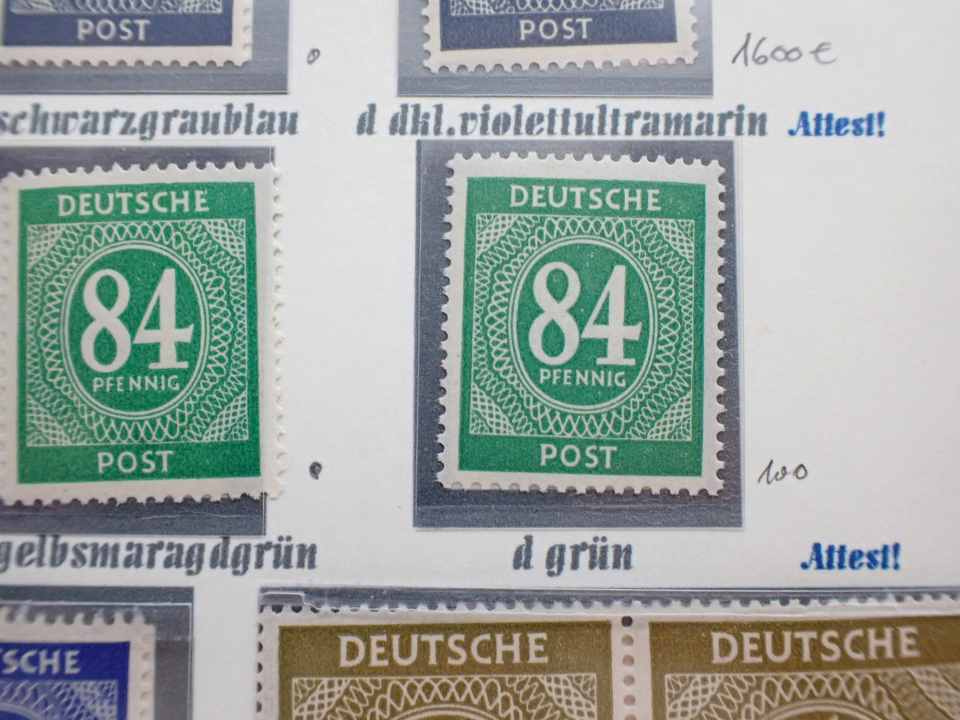 POST
POST
1600€
schwarzgraublau
d dkl.violettultramarin Attest!
DEUTSCHE
84
PFENNIG
POST
DEUTSCHE
84
PFENNIG
POST
100
gelbsmaragdgrün
d grün Attest!
TSCHE
DEUTSCHE
DEUTSCHE